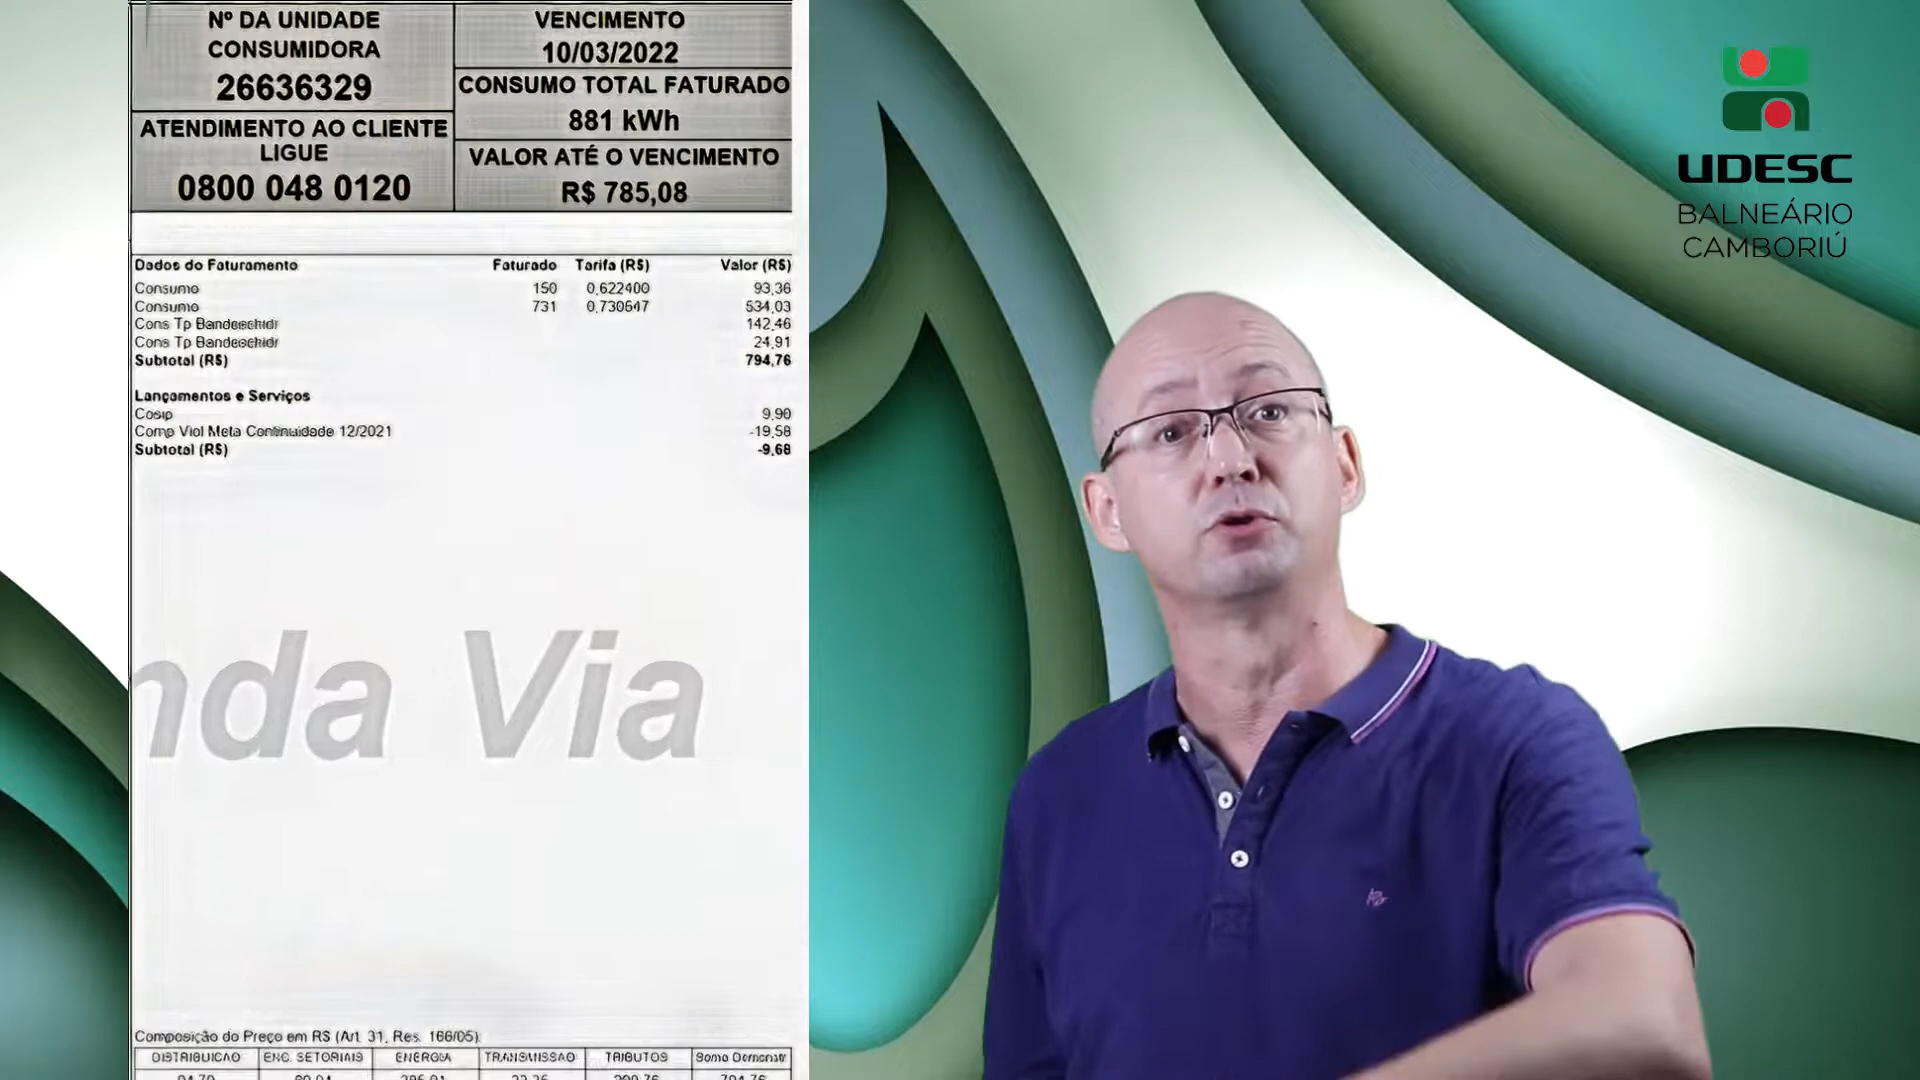 Nº DA UNIDADE
CONSUMIDORA
26636329
ATENDIMENTO AO CLIENTE
LIGUE
0800 048 0120
VENCIMENTO
10/03/2022
CONSUMO TOTAL FATURADO
881 kWh
VALOR ATÉ O VENCIMENTO
R$ 785,08
Dados do Faturamento Faturado Tarifa (R$) Valor (R$)
Consumo 150 0,622400 93,36
Consumo 731 0,730647 534,03
Cons Tp 142,46
Cons Tp 24,91
Subtotal (R$) 794,76
Lançamentos e Serviços
Cosip 9,90
Comp Viol Meta Continuidade 12/2021 -19,58
Subtotal (R$) -9,68
nda Via
Composição do Preço em R$ (Art. 31, Res. 166/05)
DISTRIBUICAO ENC. SETORIAIS ENERGIA TRANSMISSAO TRIBUTOS Soma Demonstr
794,76
UDESC
BALNEÁRIO
CAMBORIÚ